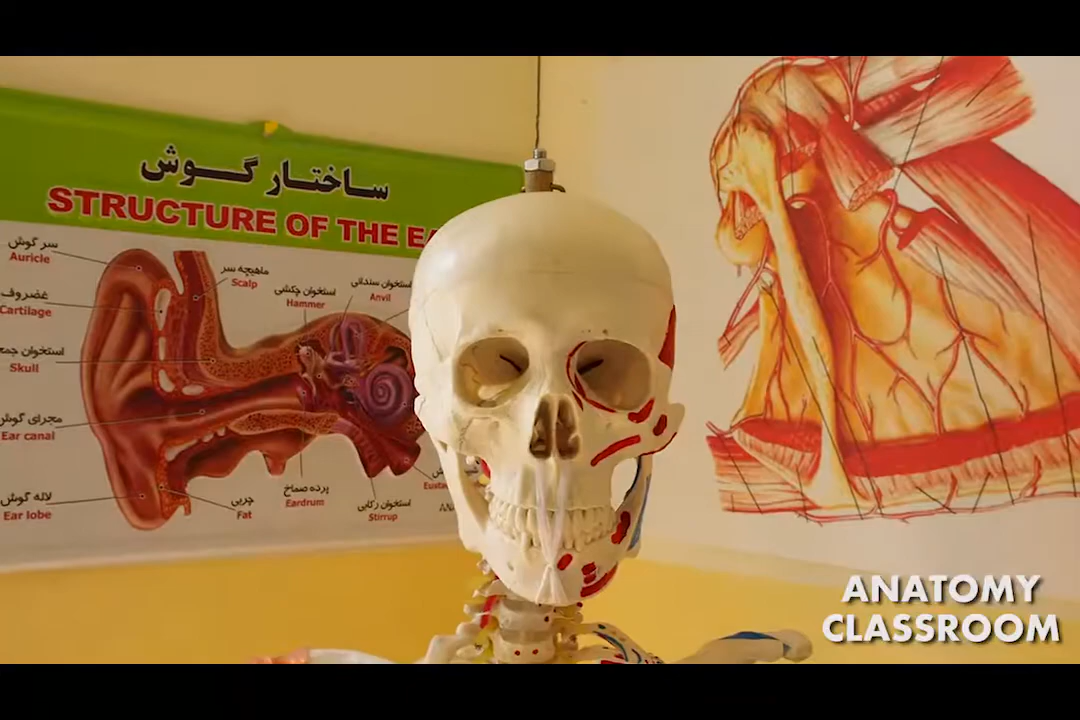 ساختار گوش
STRUCTURE OF THE
سر گوش
Auricle
غضروف
Cartilage
Skull
مجرای گوش
Ear canal
لاله گوش
Ear lobe
ماهیچه سر
Scalp
استخوان چکشی
Hammer
استخوان سندانی
Anvil
چربی
Fat
پرده صماخ
Eardrum
استخوان رکابی
Stirrup
ANATOMY
CLASSROOM